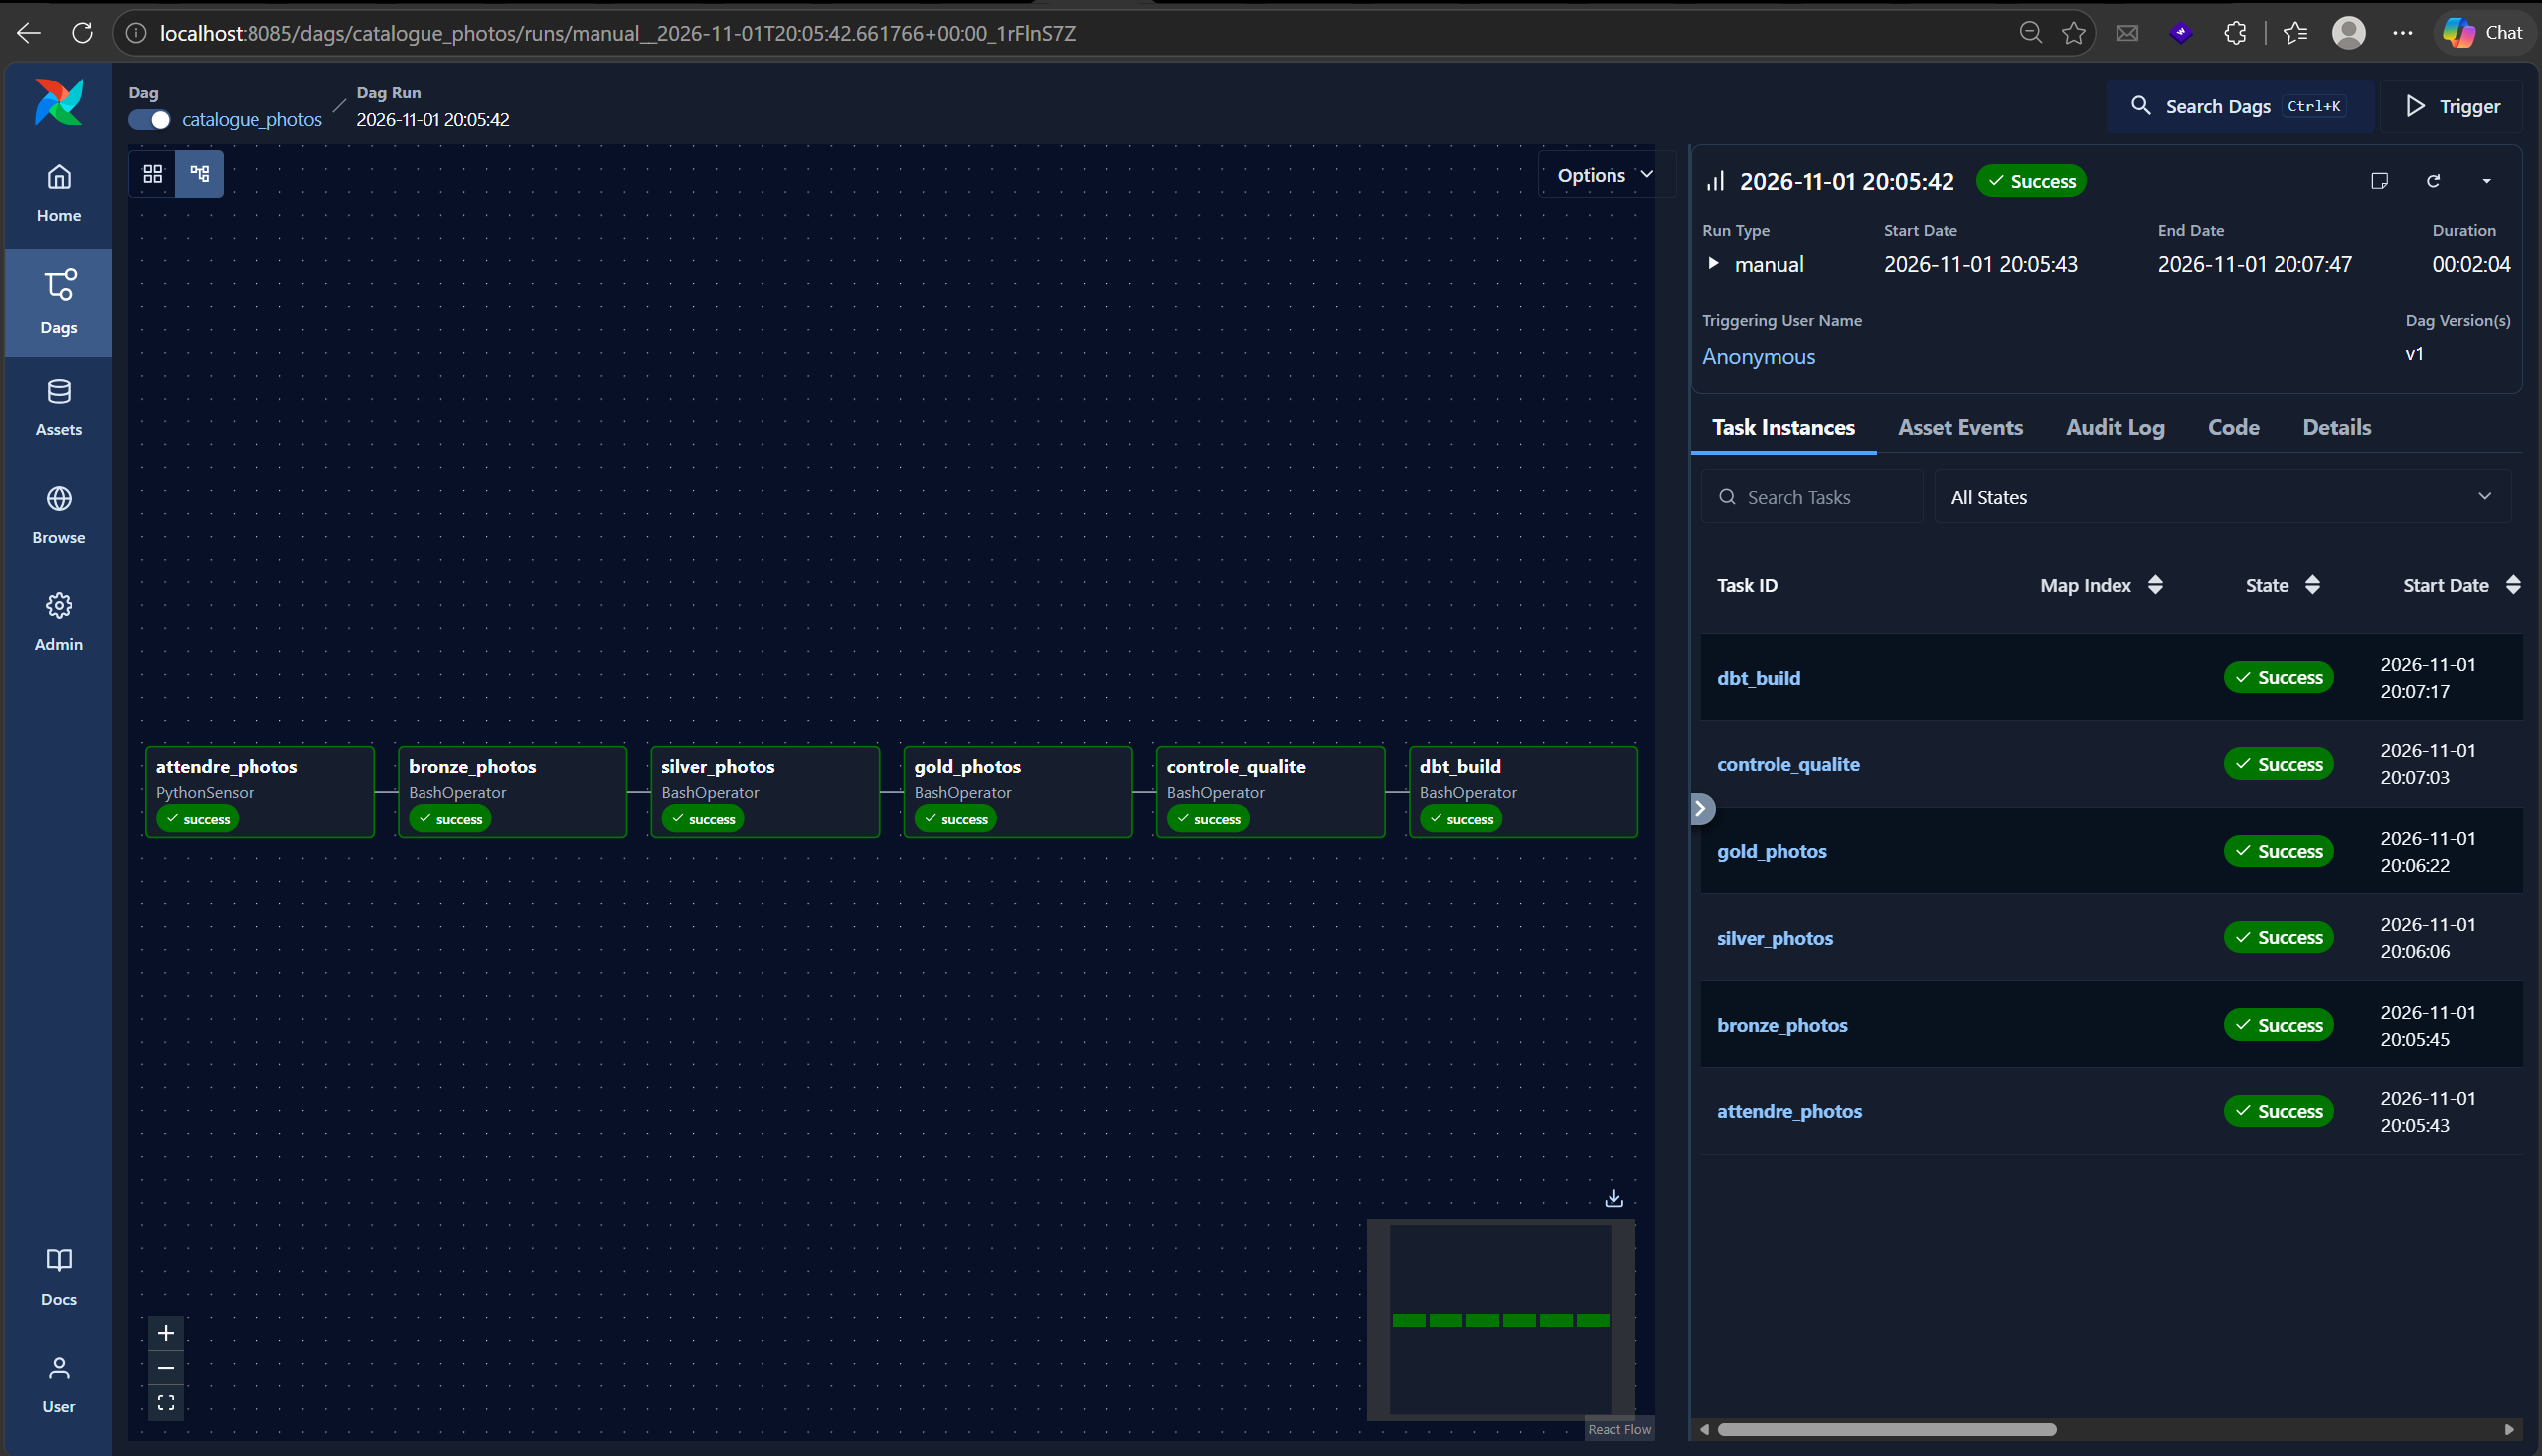 localhost:8085/dags/catalogue_photos/runs/manual__2026-11-01T20:05:42.661766+00:00_1rFlnS7Z
Chat
Dag
catalogue_photos
Dag Run
2026-11-01 20:05:42
Search Dags Ctrl+K
Trigger
Home
Dags
Assets
Browse
Admin
Docs
User
Options
attendre_photos
PythonSensor
success
bronze_photos
BashOperator
success
silver_photos
BashOperator
success
gold_photos
BashOperator
success
controle_qualite
BashOperator
success
dbt_build
BashOperator
success
React Flow
2026-11-01 20:05:42 Success
Run Type Start Date End Date Duration
manual 2026-11-01 20:05:43 2026-11-01 20:07:47 00:02:04
Triggering User Name Dag Version(s)
Anonymous v1
Task Instances Asset Events Audit Log Code Details
Search Tasks All States
Task ID Map Index State Start Date
dbt_build Success 2026-11-01
20:07:17
controle_qualite Success 2026-11-01
20:07:03
gold_photos Success 2026-11-01
20:06:22
silver_photos Success 2026-11-01
20:06:06
bronze_photos Success 2026-11-01
20:05:45
attendre_photos Success 2026-11-01
20:05:43